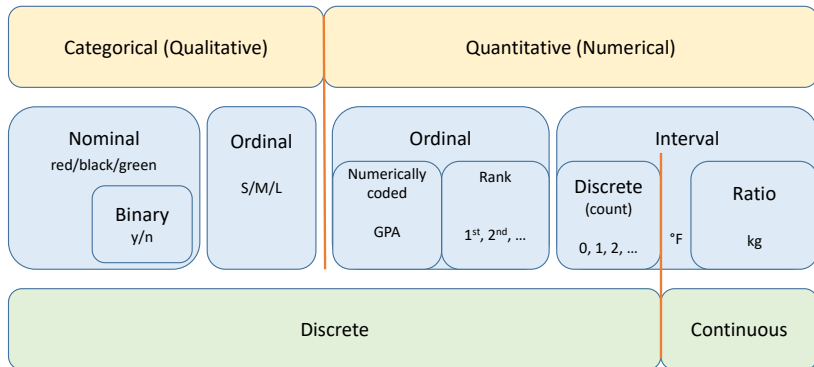 Categorical (Qualitative)
Quantitative (Numerical)
Nominal
red/black/green
Binary
y/n
Ordinal
S/M/L
Ordinal
Numerically
coded
GPA
Rank
1st, 2nd, ...
Interval
Discrete
(count)
0, 1, 2, ...
°F
Ratio
kg
Discrete
Continuous